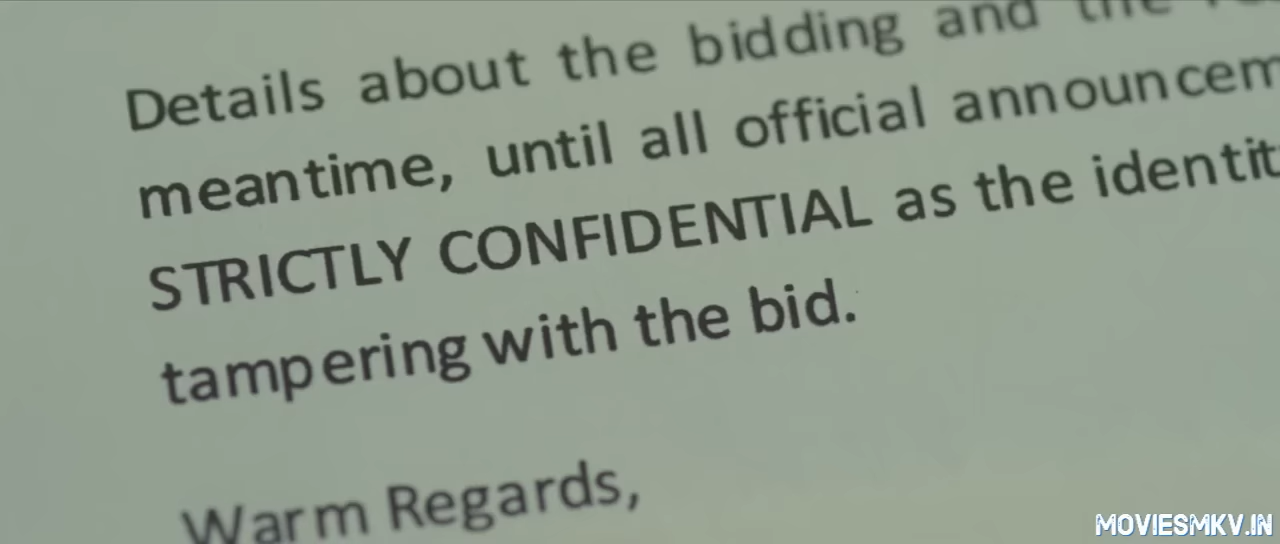 Details about the bidding and the
meantime, until all official announcem
STRICTLY CONFIDENTIAL as the identit
tampering with the bid.
Warm Regards,
MOVIESMKV.IN